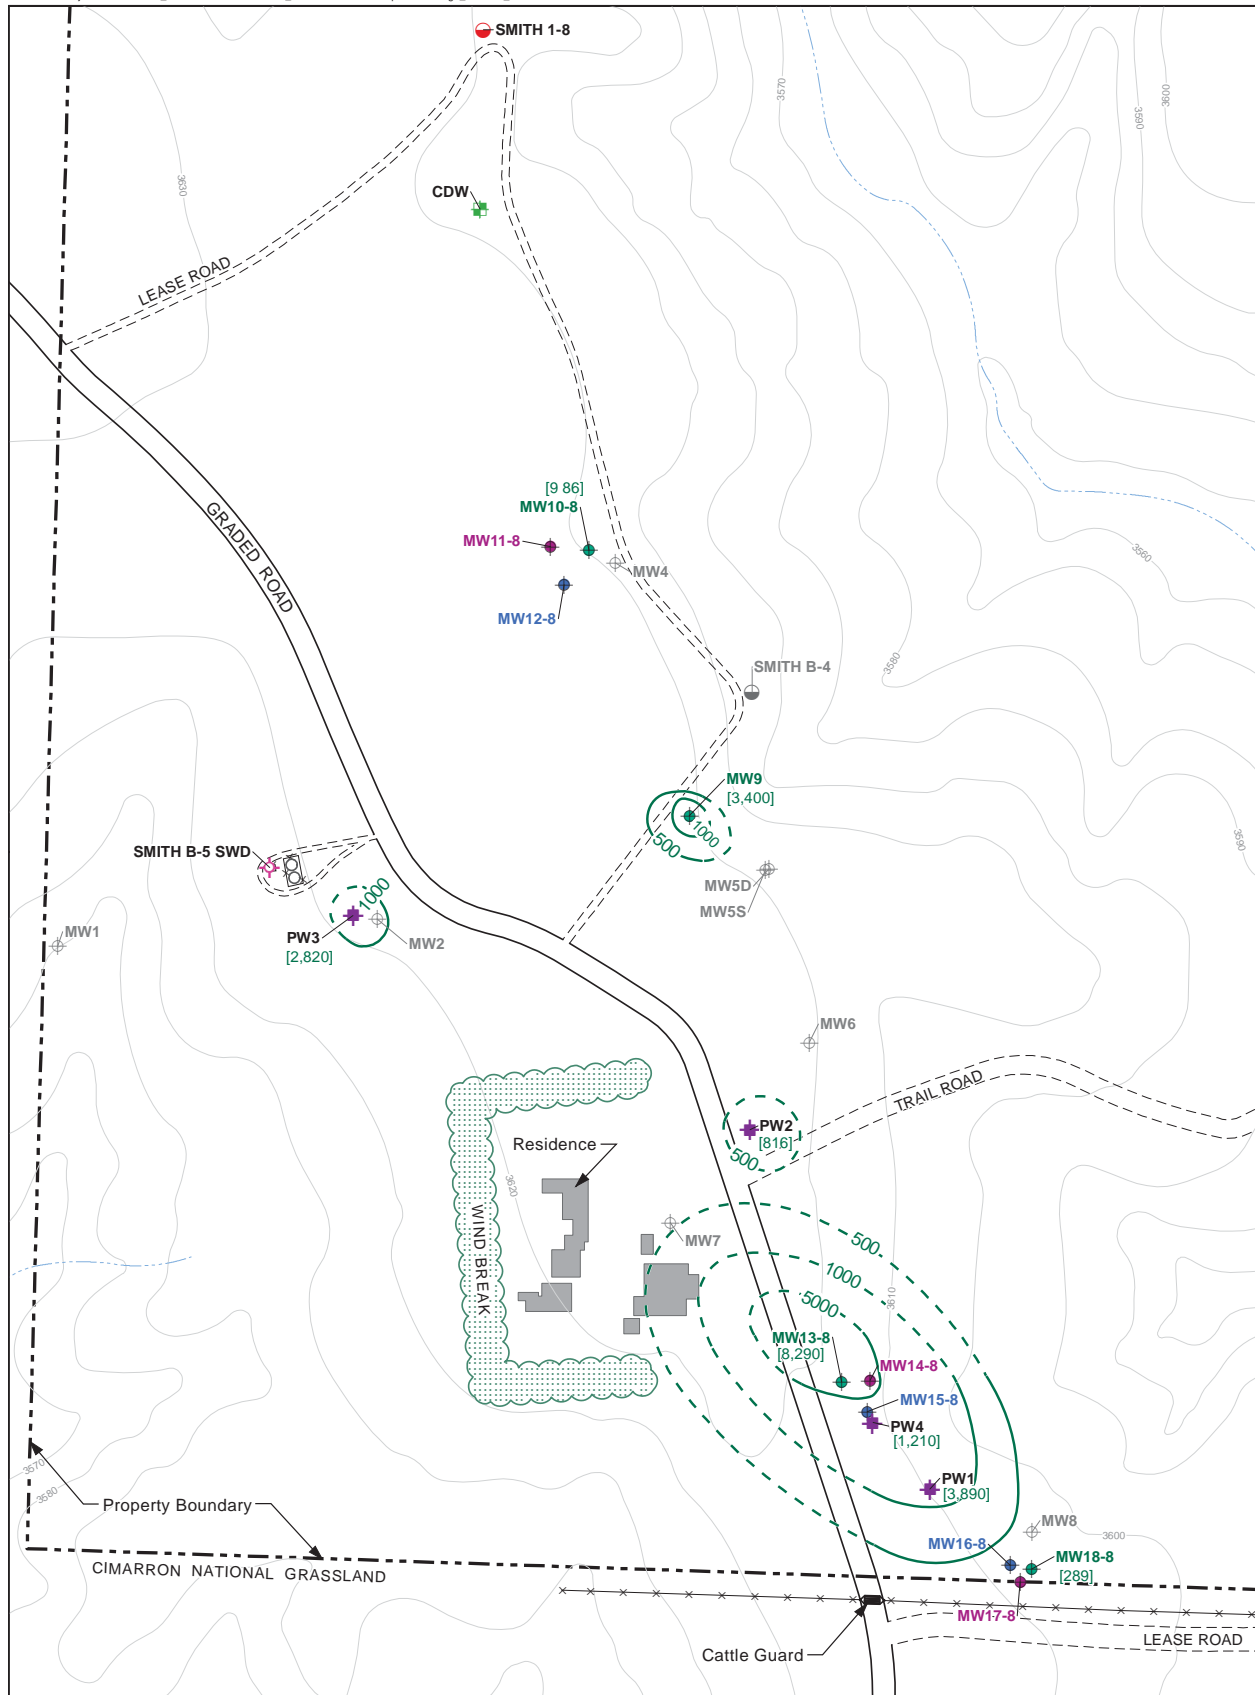 SMITH 1-8
3570
3590
3600
3630
CDW
LEASE ROAD
[9 86]
MW10-8
MW11-8
MW4
MW12-8
GRADED ROAD
3560
3580
SMITH B-4
MW9
[3,400]
1000
500
3590
SMITH B-5 SWD
MW5D
MW5S
1000
PW3
[2,820]
MW2
MW1
MW6
TRAIL ROAD
PW2
[816]
500
Residence
3620
WIND BREAK
MW7
500
1000
5000
3610
MW13-8
[8,290]
MW14-8
MW15-8
PW4
[1,210]
PW1
[3,890]
3570
3580
Property Boundary
MW8
3600
MW16-8
MW18-8
[289]
CIMARRON NATIONAL GRASSLAND
MW17-8
LEASE ROAD
Cattle Guard